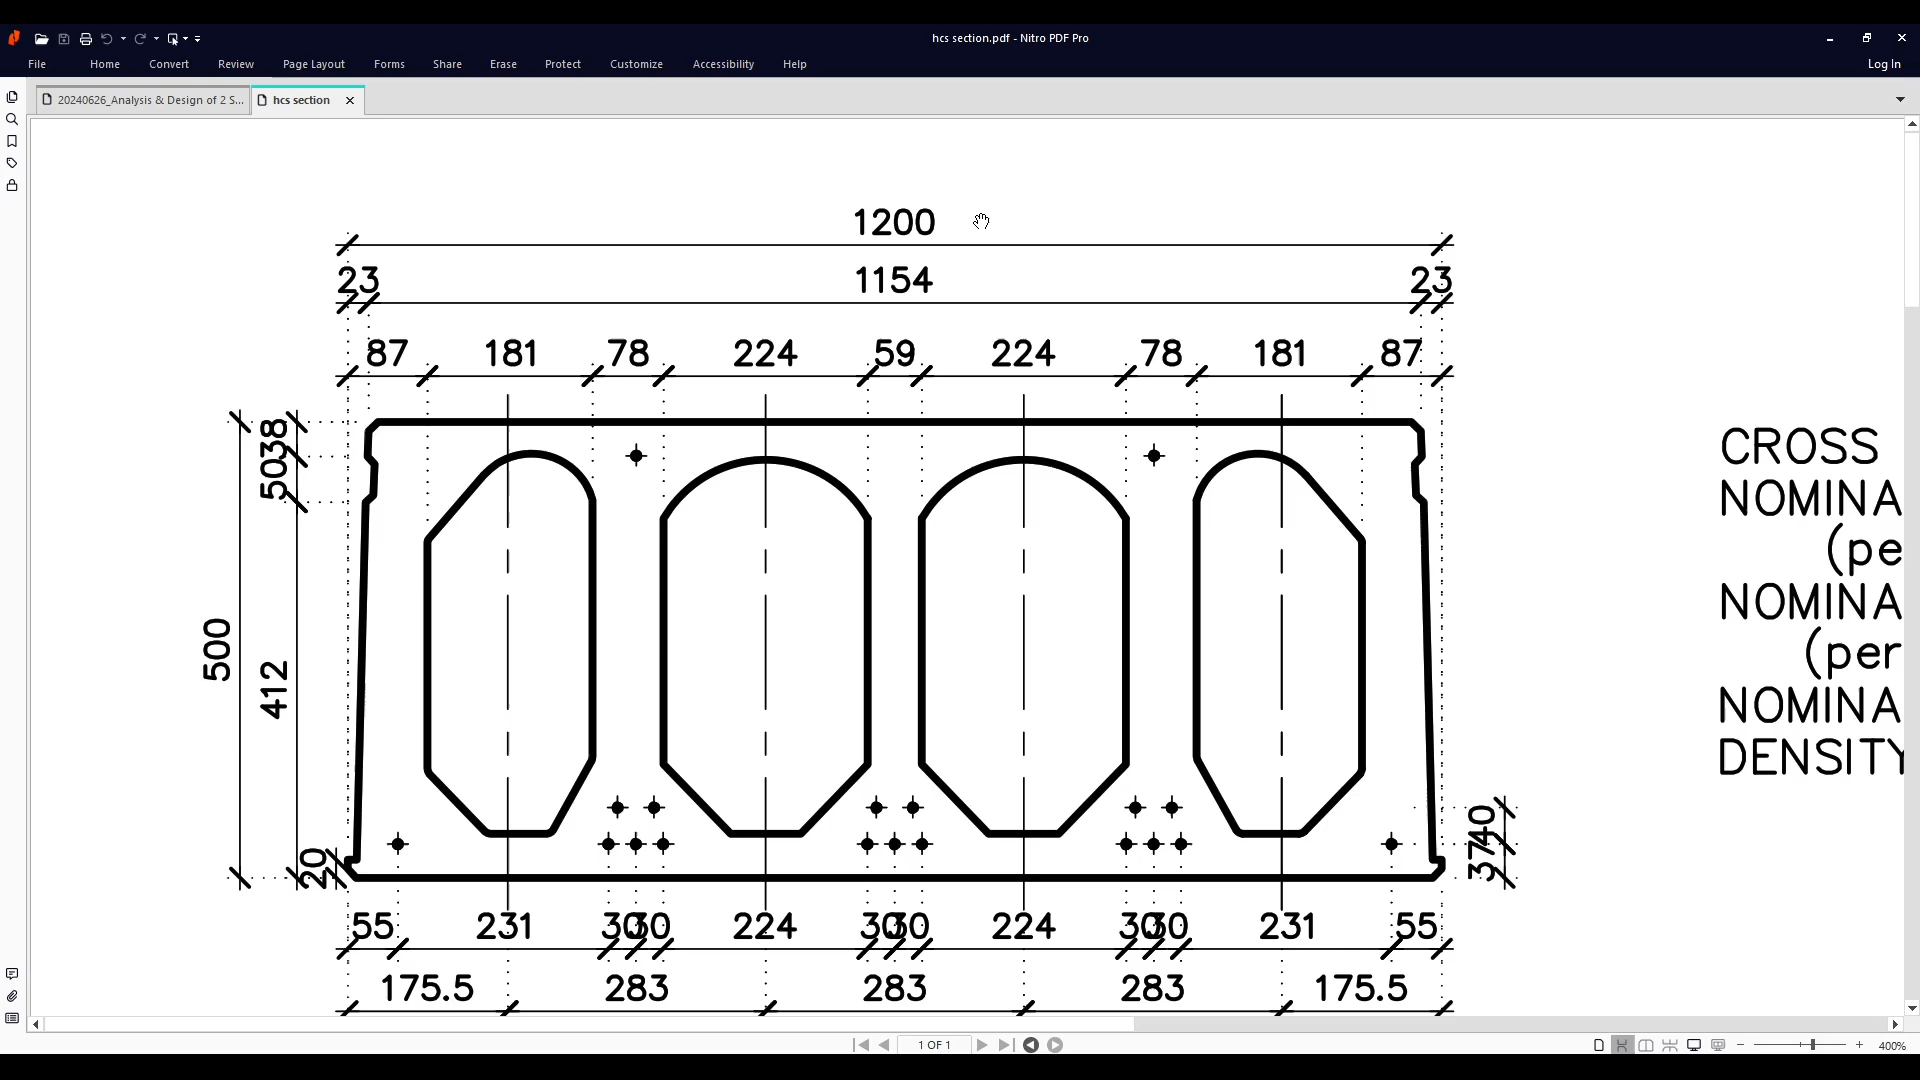 hcs section.pdf - Nitro PDF Pro
File Home Convert Review Page Layout Forms Share Erase Protect Customize Accessibility Help Log In
20240626_Analysis & Design of 2 S... hcs section
1200
23 1154 23
87 181 78 224 59 224 78 181 87
38
50
500
412
20
CROSS
NOMINA
(pe
NOMINA
(per
NOMINA
DENSITY
40
37
55 231 30 30 224 30 30 224 30 30 231 55
175.5 283 283 283 175.5
1 OF 1
400%